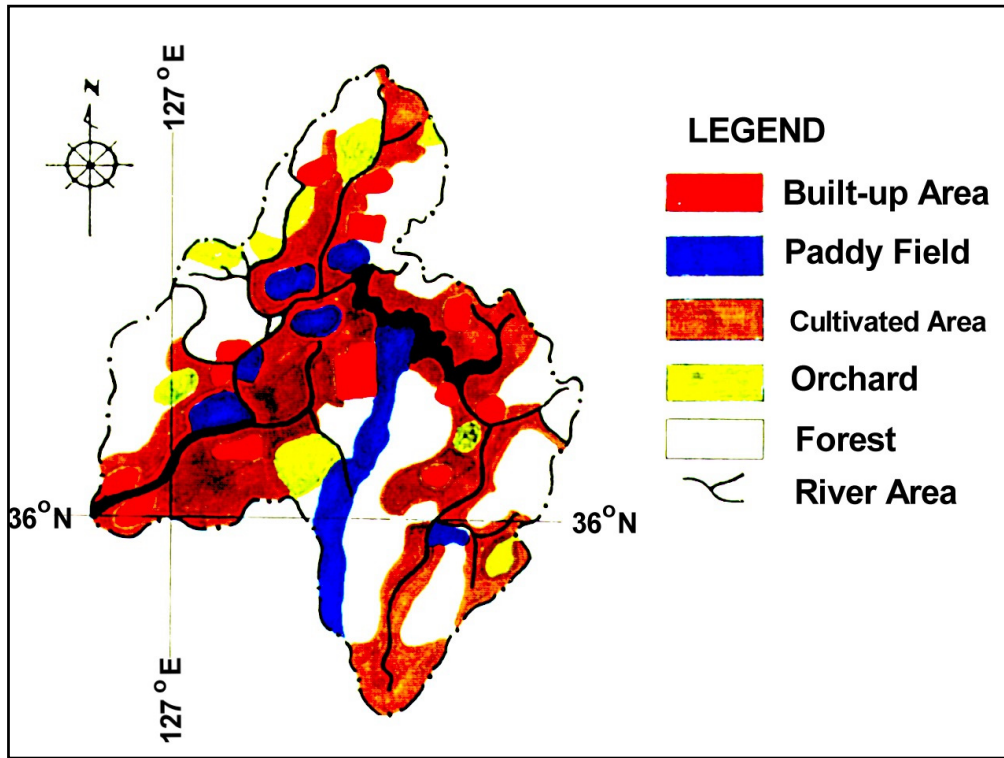 127°E
N
LEGEND
Built-up Area
Paddy Field
Cultivated Area
Orchard
Forest
River Area
36°N
36°N
127°E